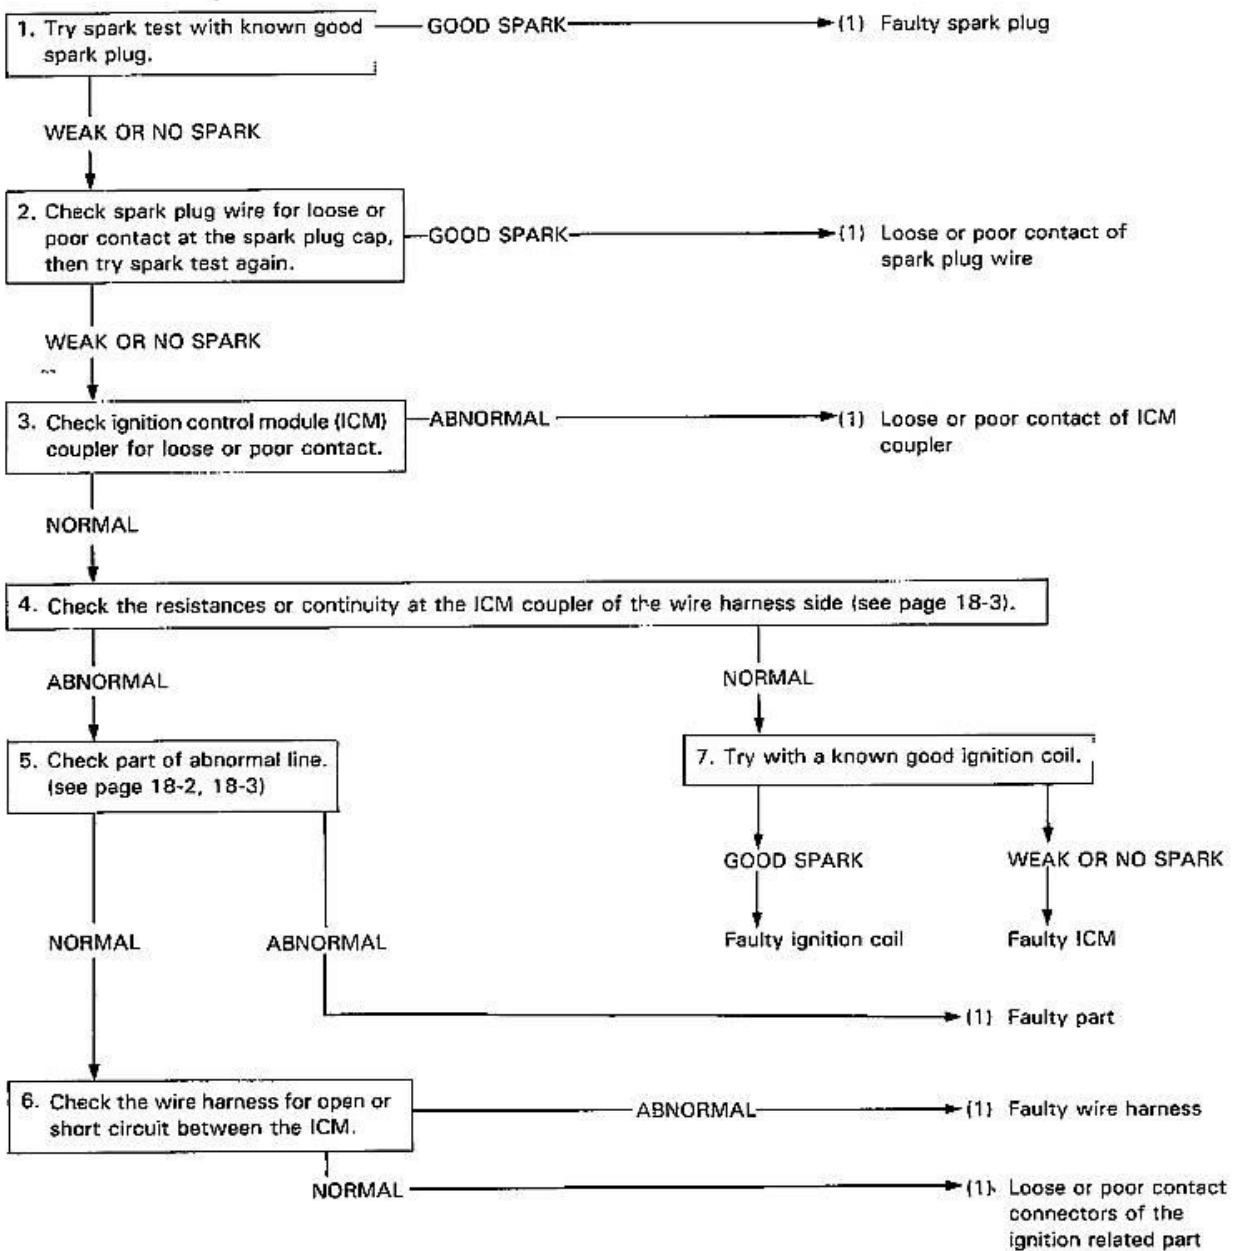 1. Try spark test with known good
spark plug.
GOOD SPARK
(1) Faulty spark plug
WEAK OR NO SPARK
2. Check spark plug wire for loose or
poor contact at the spark plug cap,
then try spark test again.
GOOD SPARK
(1) Loose or poor contact of
spark plug wire
WEAK OR NO SPARK
3. Check ignition control module (ICM)
coupler for loose or poor contact.
ABNORMAL
(1) Loose or poor contact of ICM
coupler
NORMAL
4. Check the resistances or continuity at the ICM coupler of the wire harness side (see page 18-3).
ABNORMAL
NORMAL
5. Check part of abnormal line.
(see page 18-2, 18-3)
7. Try with a known good ignition coil.
GOOD SPARK
WEAK OR NO SPARK
NORMAL
ABNORMAL
Faulty ignition coil
Faulty ICM
(1) Faulty part
6. Check the wire harness for open or
short circuit between the ICM.
ABNORMAL
(1) Faulty wire harness
NORMAL
(1) Loose or poor contact
connectors of the
ignition related part